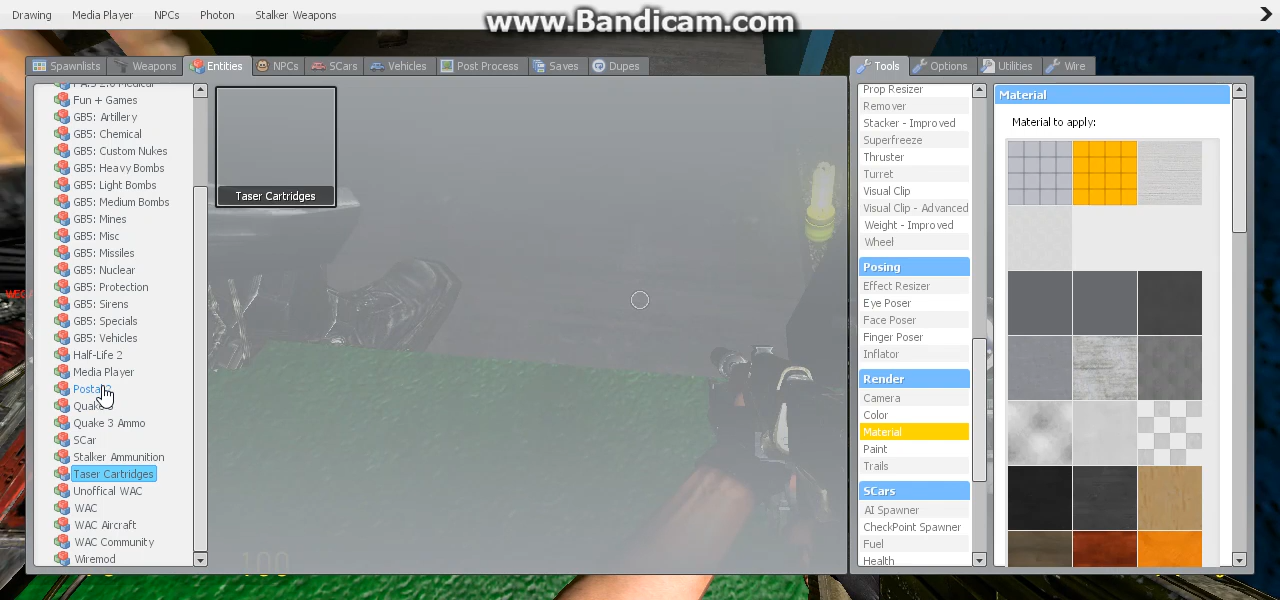 Drawing Media Player NPCs Photon Stalker Weapons
www.Bandicam.com
Spawnlists Weapons Entities NPCs SCars Vehicles Post Process Saves Dupes
Fun + Games
GB5: Artillery
GB5: Chemical
GB5: Custom Nukes
GB5: Heavy Bombs
GB5: Light Bombs
GB5: Medium Bombs
GB5: Mines
GB5: Misc
GB5: Missiles
GB5: Nuclear
GB5: Protection
GB5: Sirens
GB5: Specials
GB5: Vehicles
Half-Life 2
Media Player
Postal 2
Quake 3 Ammo
SCar
Stalker Ammunition
Taser Cartridges
Unoffical WAC
WAC
WAC Aircraft
WAC Community
Wiremod
Taser Cartridges
100
Tools Options Utilities Wire
Prop Resizer
Remover
Stacker - Improved
Superfreeze
Thruster
Turret
Visual Clip
Visual Clip - Advanced
Weight - Improved
Wheel
Posing
Effect Resizer
Eye Poser
Face Poser
Finger Poser
Inflator
Render
Camera
Color
Material
Paint
Trails
SCars
AI Spawner
CheckPoint Spawner
Fuel
Health
Material
Material to apply: